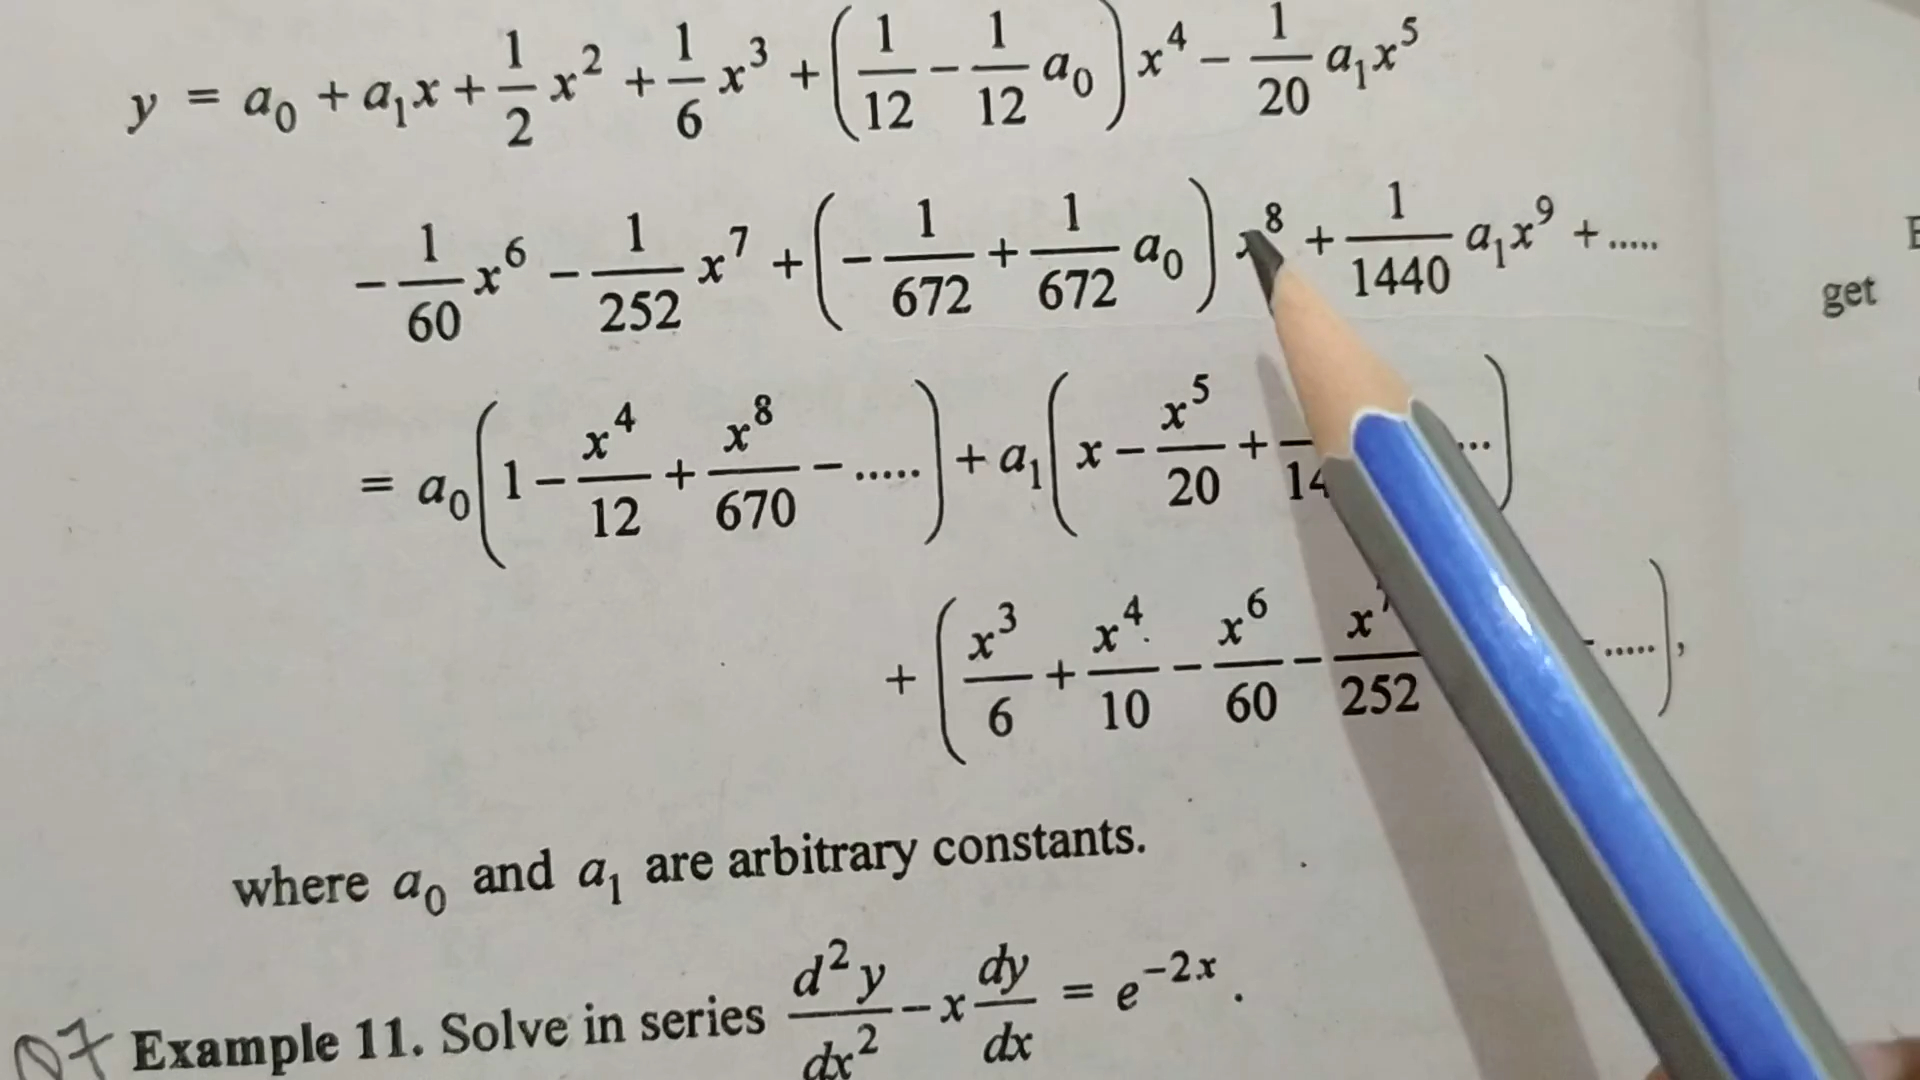 y = a₀ + a₁x + 1/2 x² + 1/6 x³ + (1/12 − 1/12 a₀) x⁴ − 1/20 a₁x⁵
− 1/60 x⁶ − 1/252 x⁷ + (− 1/672 + 1/672 a₀) x⁸ + 1/1440 a₁x⁹ + .....
get
= a₀ (1 − x⁴/12 + x⁸/670 − .....) + a₁ (x − x⁵/20 + ...)
+ (x³/6 + x⁴/10 − x⁶/60 − x⁷/252 - .....),
where a₀ and a₁ are arbitrary constants.
Example 11. Solve in series d²y/dx² − x dy/dx = e⁻²ˣ.